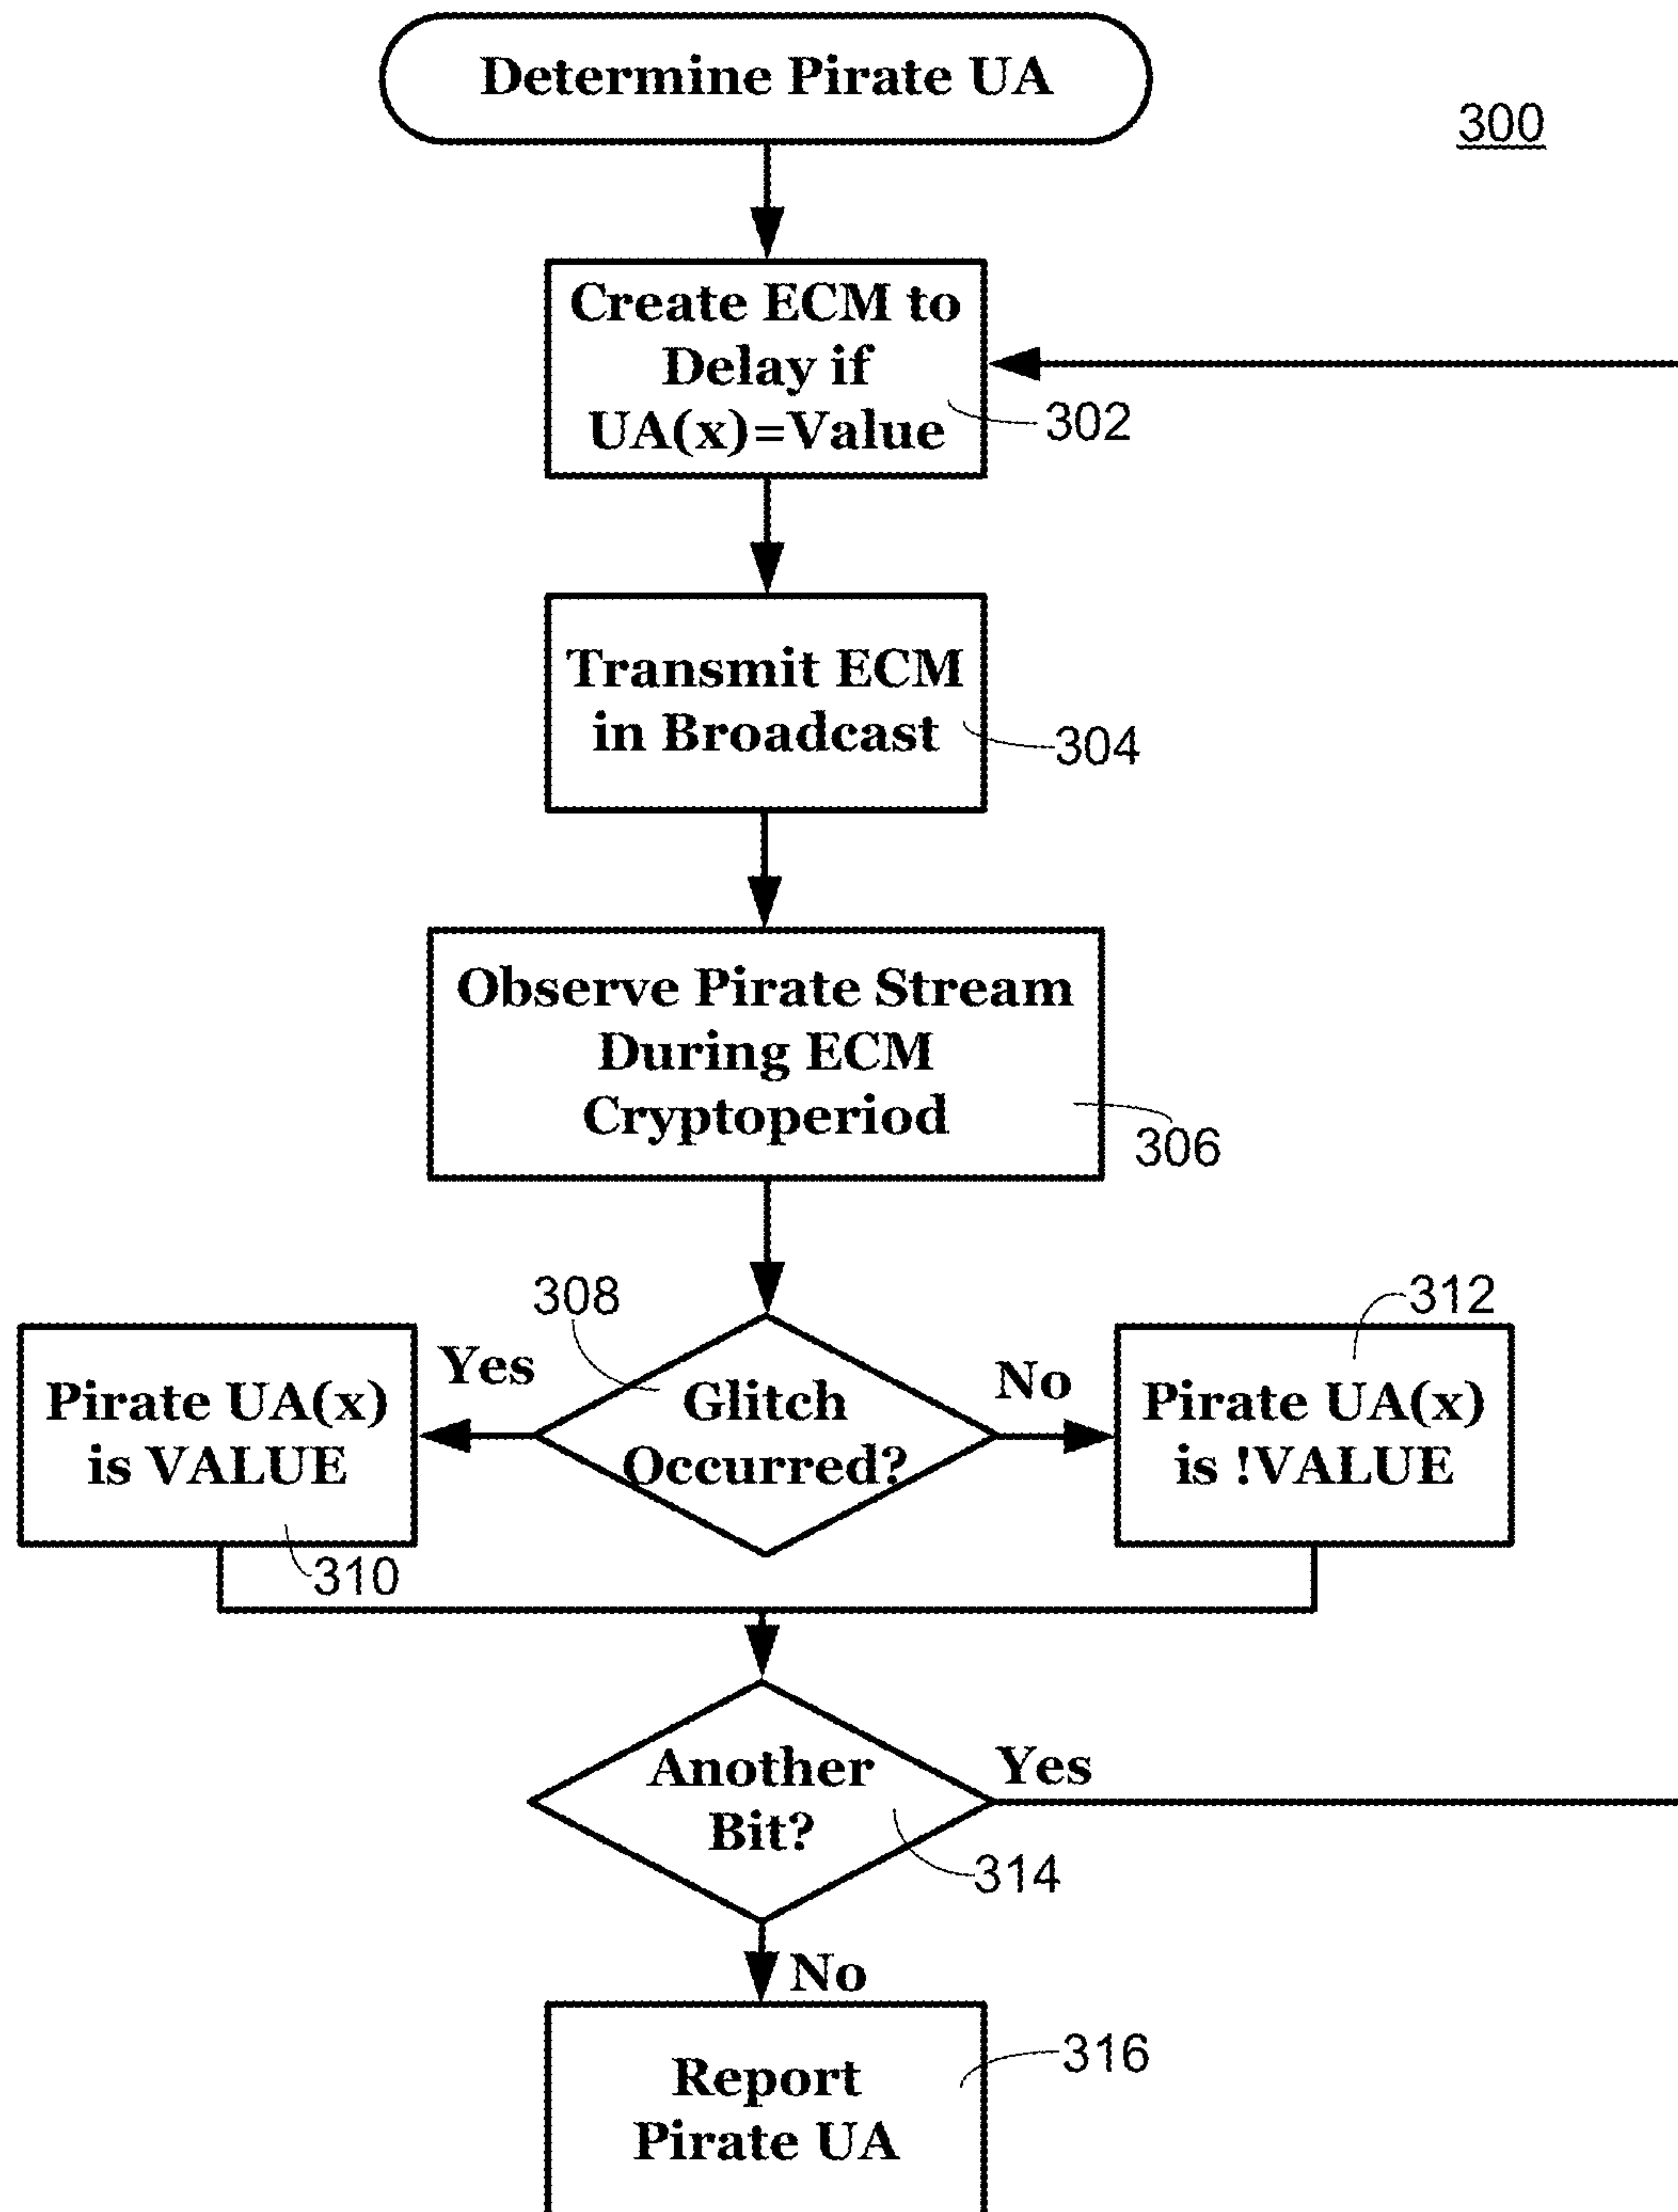 Determine Pirate UA
300
Create ECM to
Delay if
UA(x)=Value
302
Transmit ECM
in Broadcast
304
Observe Pirate Stream
During ECM
Cryptoperiod
306
308
312
Yes
No
Pirate UA(x)
is VALUE
Glitch
Occurred?
Pirate UA(x)
is !VALUE
310
Another
Bit?
Yes
314
No
Report
Pirate UA
316